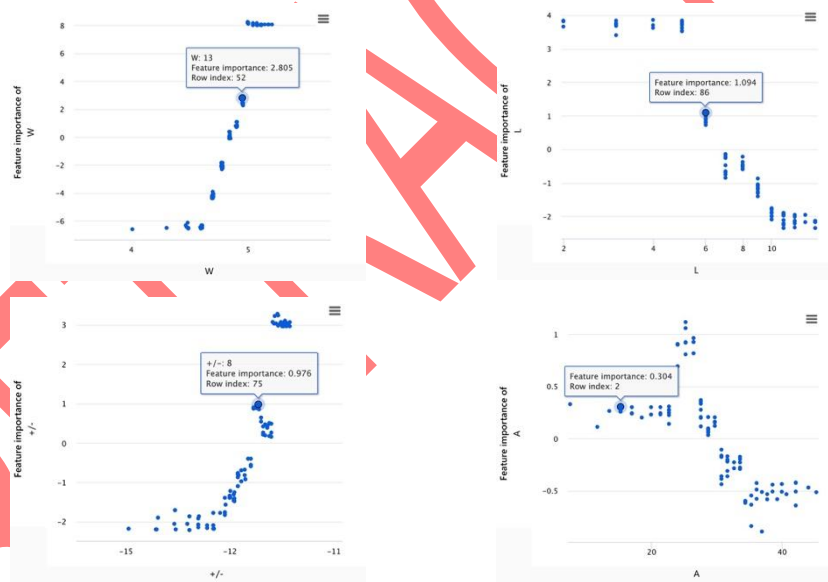 8
6
4
2
0
−2
−4
−6
4
5
W
Feature importance of
W
W: 13
Feature importance: 2.805
Row index: 52
4
3
2
1
0
−1
−2
2
4
6
8
10
L
Feature importance of
L
Feature importance: 1.094
Row index: 86
3
2
1
0
−1
−2
−15
−12
−11
+/-
Feature importance of
+/-
+/-: 8
Feature importance: 0.976
Row index: 75
1
0.5
0
−0.5
20
40
A
Feature importance of
A
Feature importance: 0.304
Row index: 2